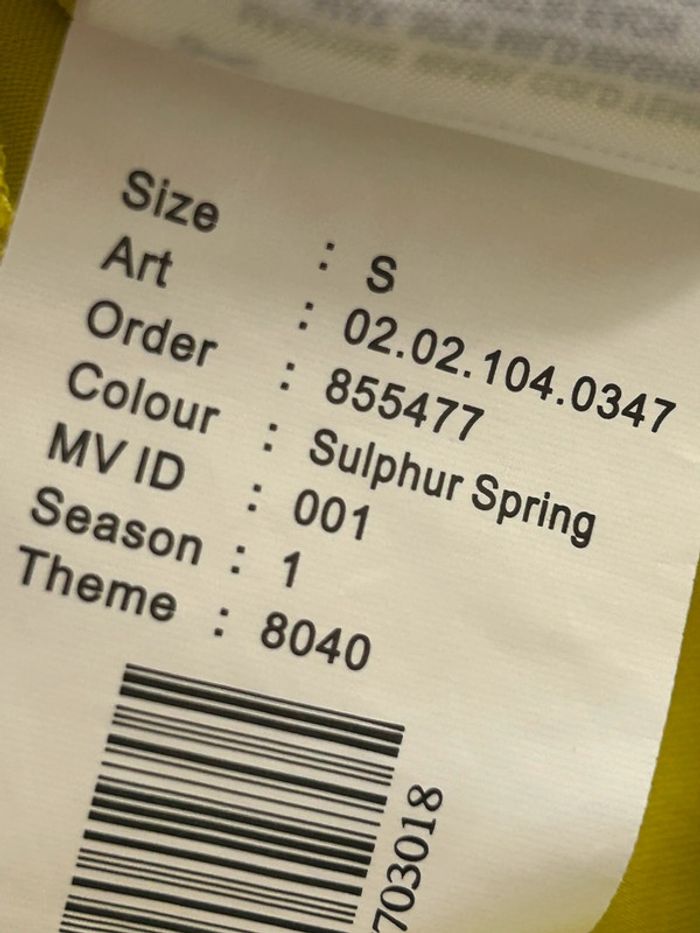 Size : S
Art : 02.02.104.0347
Order : 855477
Colour : Sulphur Spring
MV ID : 001
Season : 1
Theme : 8040
703018